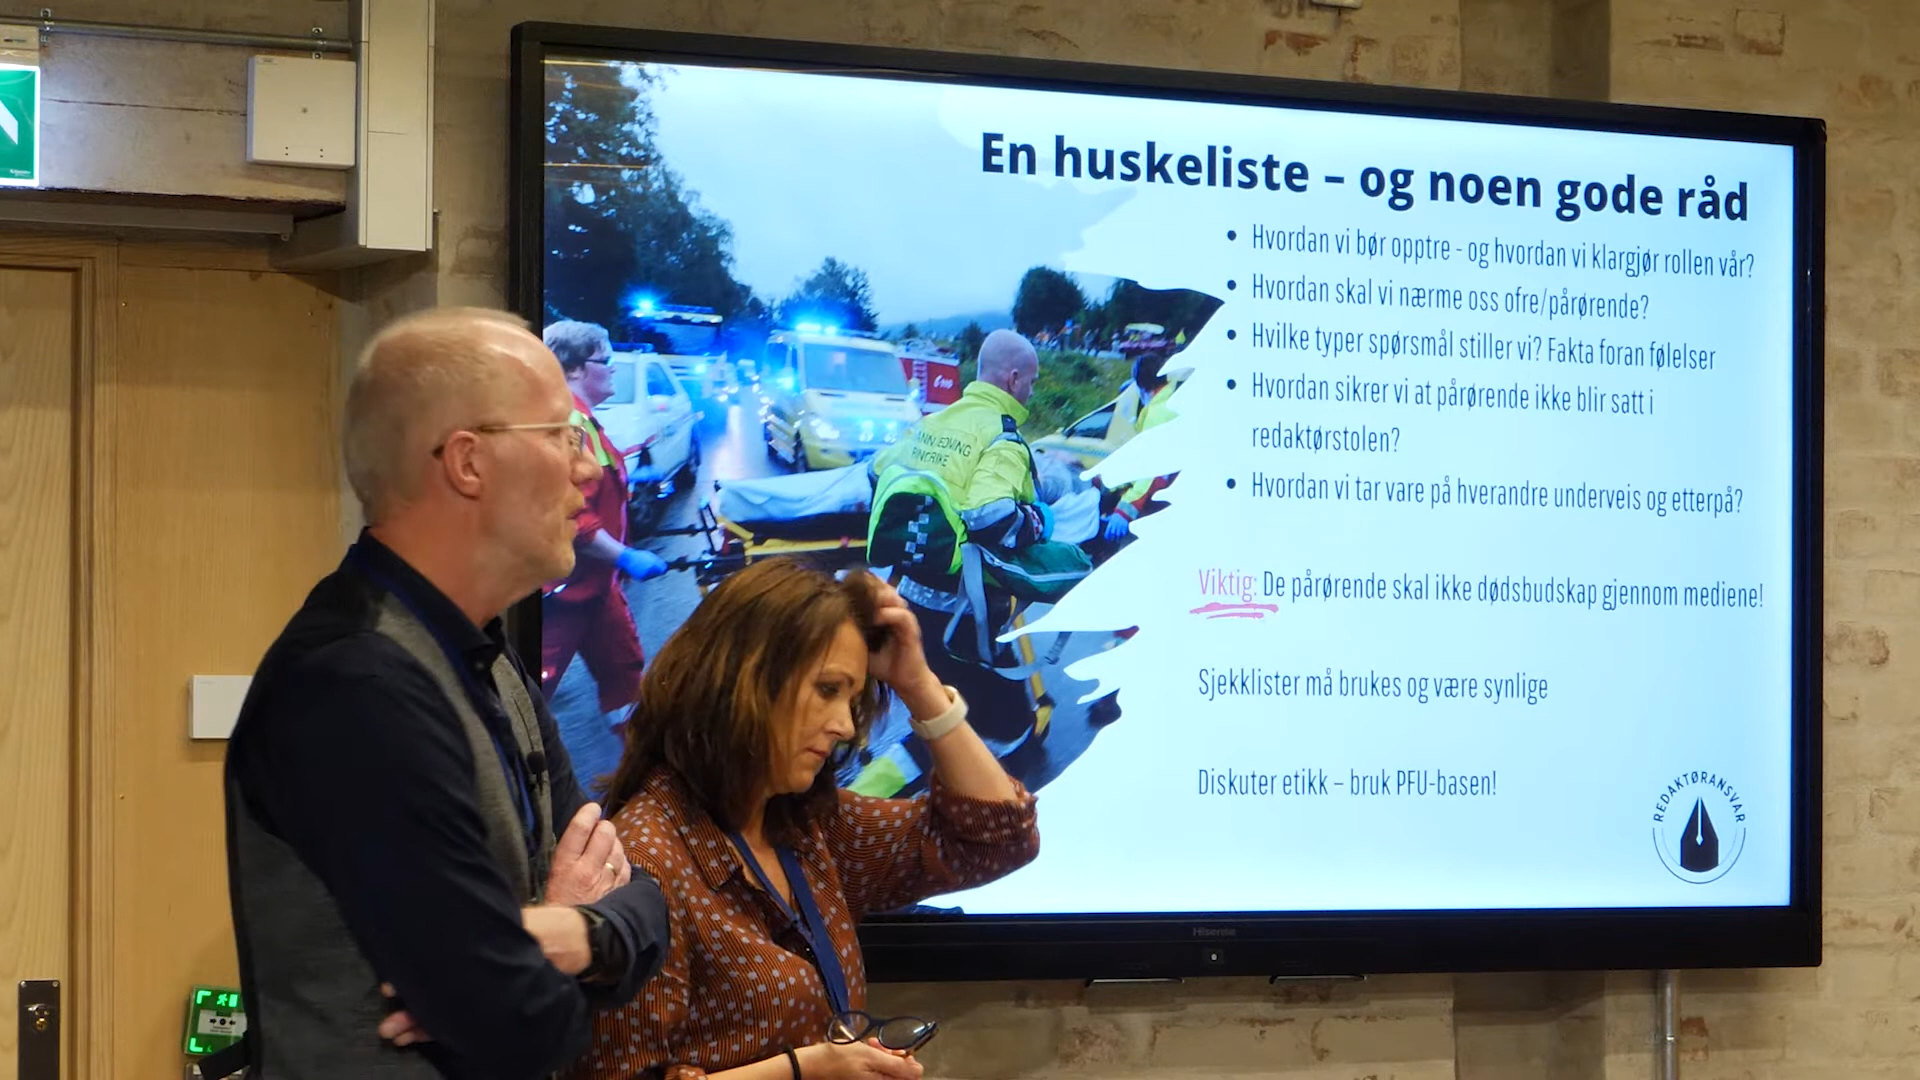 En huskeliste – og noen gode råd
• Hvordan vi bør opptre - og hvordan vi klargjør rollen vår?
• Hvordan skal vi nærme oss ofre/pårørende?
• Hvilke typer spørsmål stiller vi? Fakta foran følelser
• Hvordan sikrer vi at pårørende ikke blir satt i
redaktørstolen?
• Hvordan vi tar vare på hverandre underveis og etterpå?
Viktig: De pårørende skal ikke dødsbudskap gjennom mediene!
Sjekklister må brukes og være synlige
Diskuter etikk – bruk PFU-basen!
REDAKTØRANSVAR
Hisense